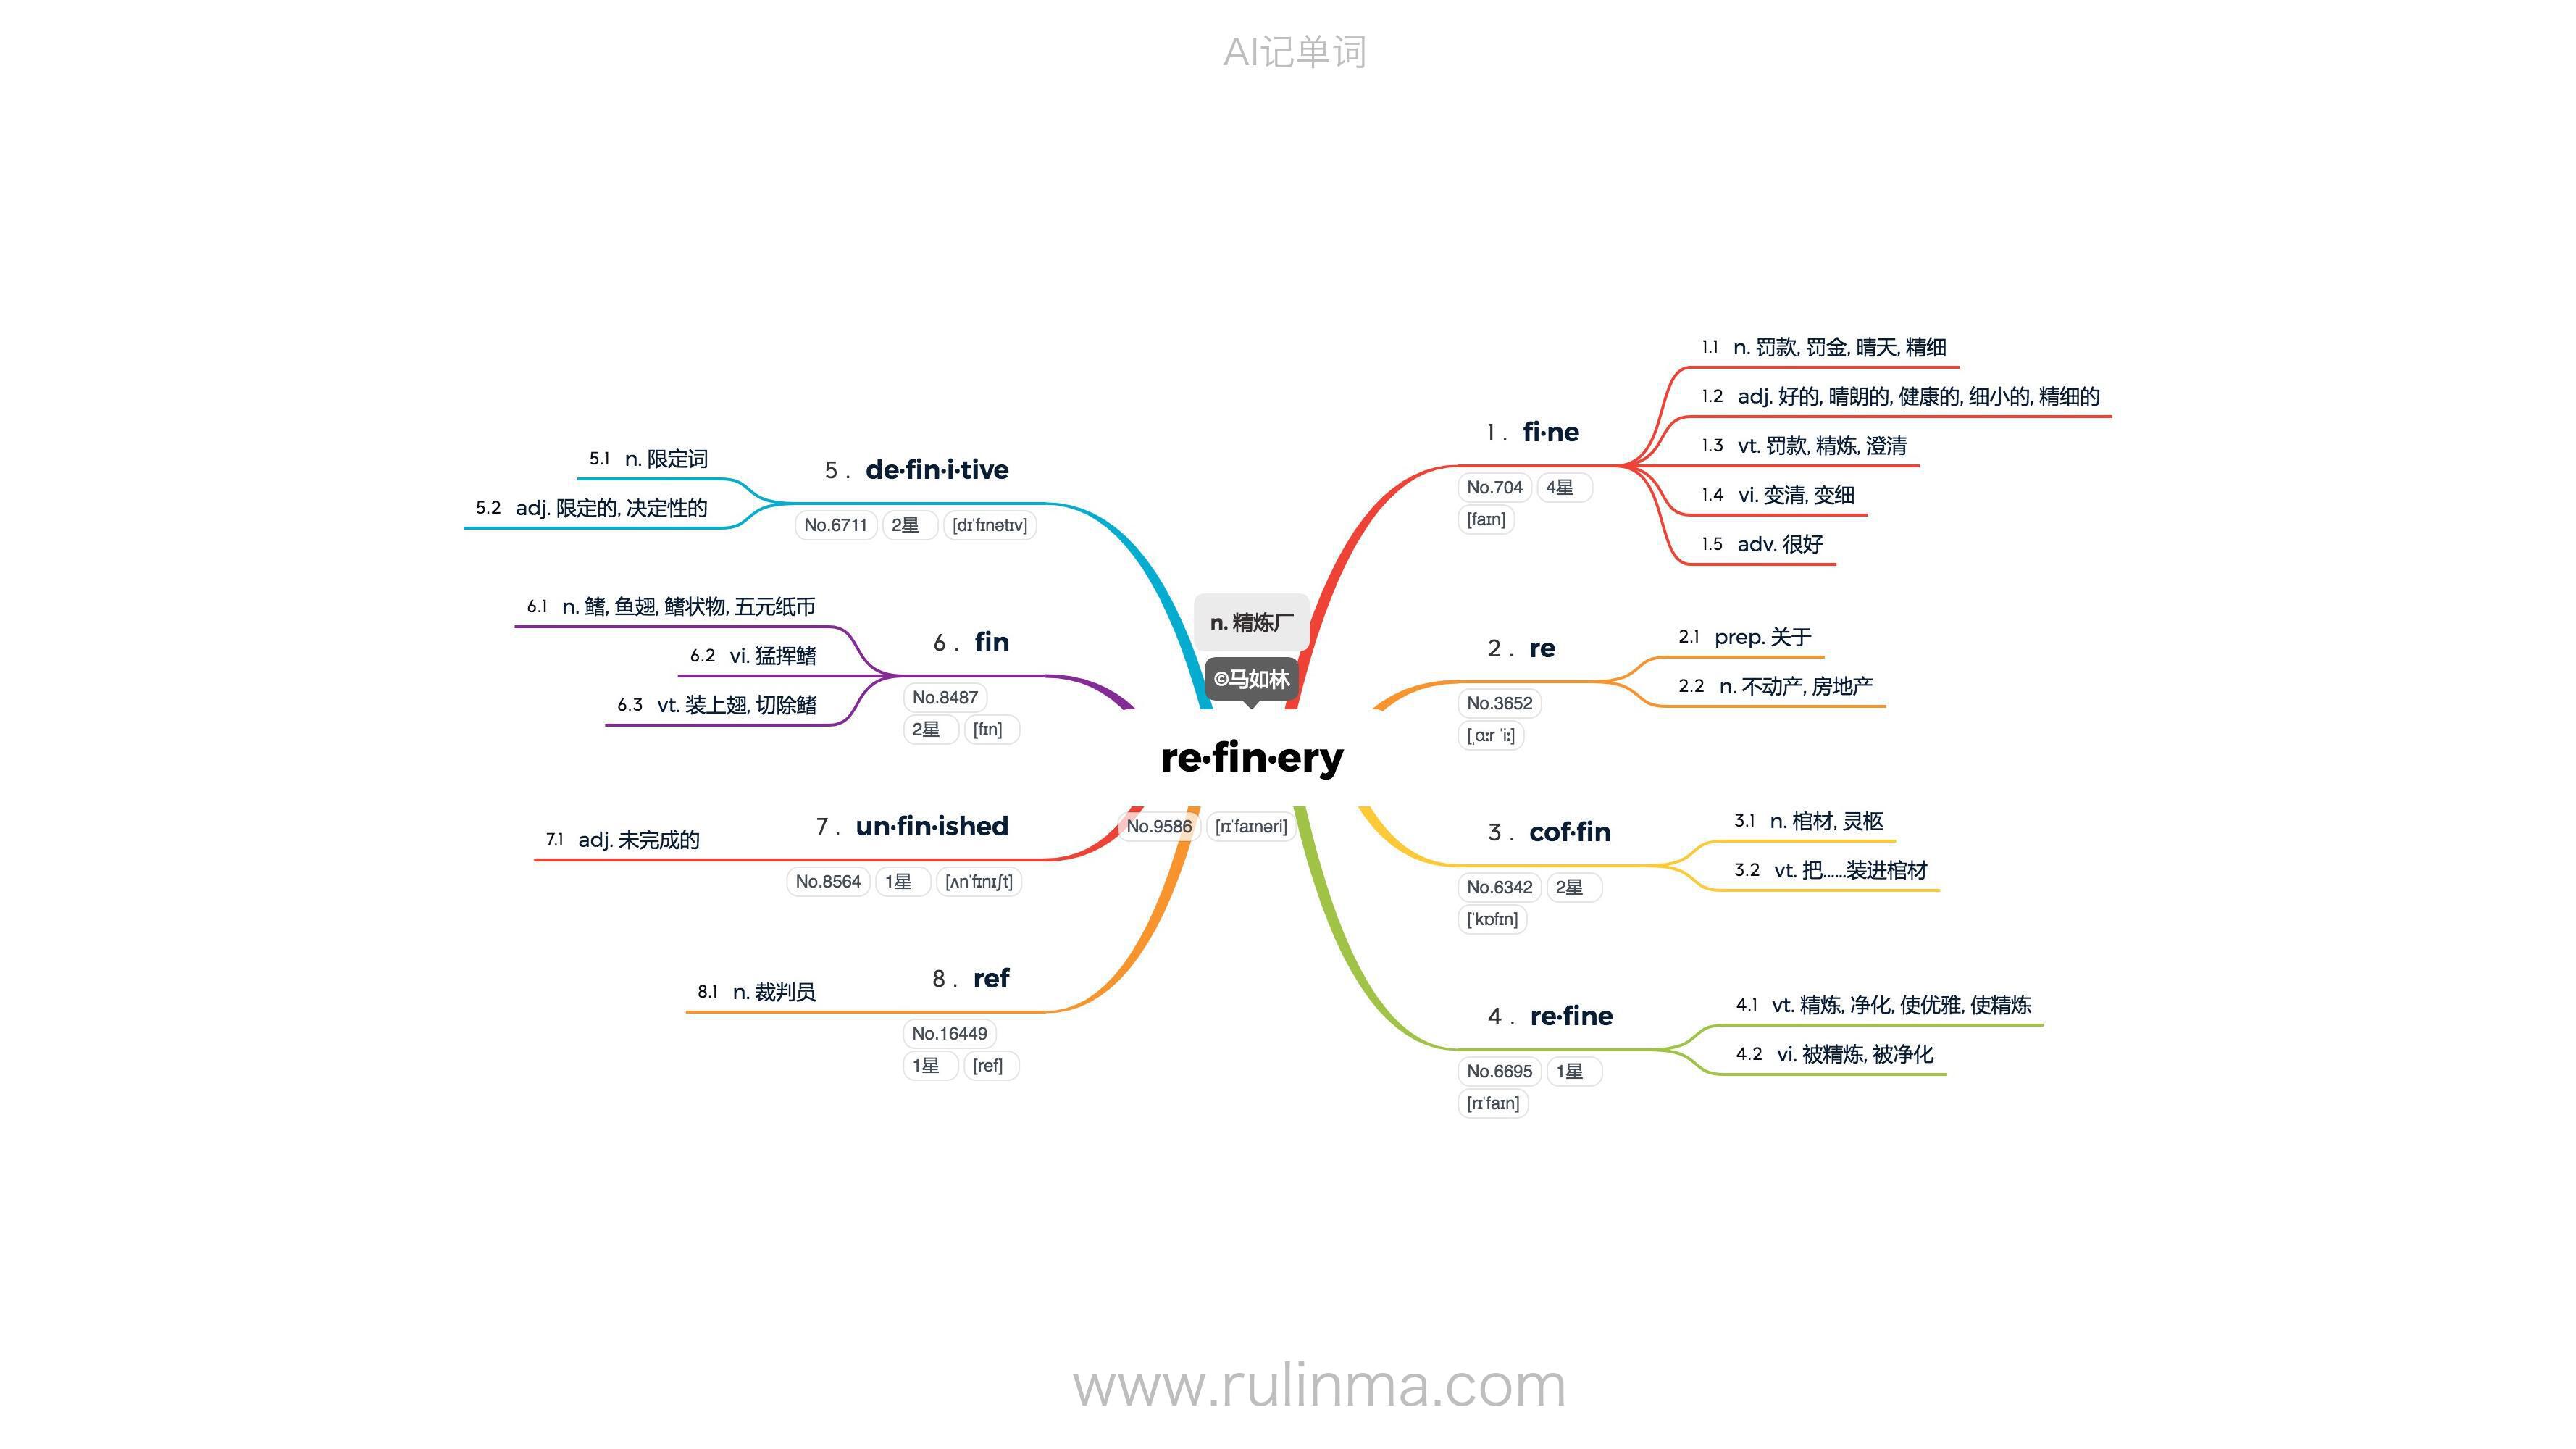 AI记单词
n. 精炼厂
©马如林
re·fin·ery
No.9586 [rɪˈfaɪnəri]
1. fi·ne
No.704 4星
[faɪn]
1.1 n. 罚款, 罚金, 晴天, 精细
1.2 adj. 好的, 晴朗的, 健康的, 细小的, 精细的
1.3 vt. 罚款, 精炼, 澄清
1.4 vi. 变清, 变细
1.5 adv. 很好
2. re
No.3652
[ˌɑːr ˈiː]
2.1 prep. 关于
2.2 n. 不动产, 房地产
3. cof·fin
No.6342 2星
[ˈkɒfɪn]
3.1 n. 棺材, 灵柩
3.2 vt. 把……装进棺材
4. re·fine
No.6695 1星
[rɪˈfaɪn]
4.1 vt. 精炼, 净化, 使优雅, 使精炼
4.2 vi. 被精炼, 被净化
5. de·fin·i·tive
No.6711 2星 [dɪˈfɪnətɪv]
5.1 n. 限定词
5.2 adj. 限定的, 决定性的
6. fin
No.8487
2星 [fɪn]
6.1 n. 鳍, 鱼翅, 鳍状物, 五元纸币
6.2 vi. 猛挥鳍
6.3 vt. 装上翅, 切除鳍
7. un·fin·ished
No.8564 1星 [ʌnˈfɪnɪʃt]
7.1 adj. 未完成的
8. ref
No.16449
1星 [ref]
8.1 n. 裁判员
www.rulinma.com